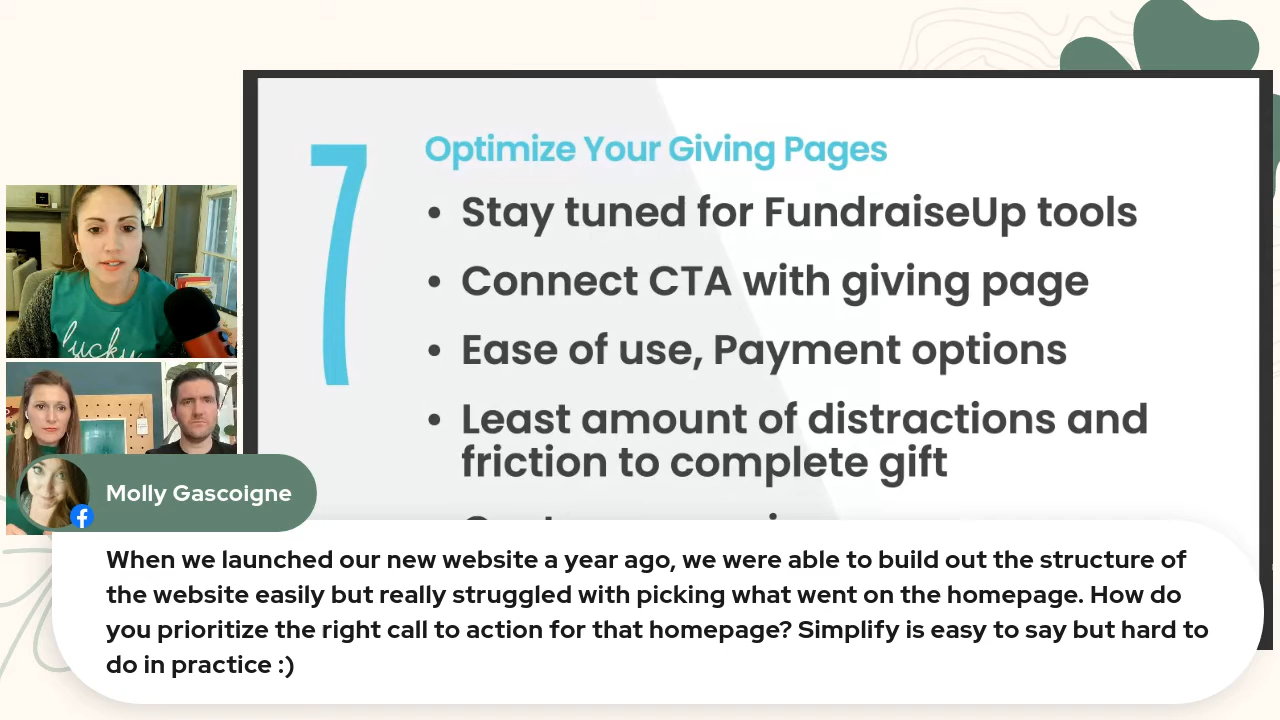 7
Optimize Your Giving Pages
• Stay tuned for FundraiseUp tools
• Connect CTA with giving page
• Ease of use, Payment options
• Least amount of distractions and
friction to complete gift
lucky
Molly Gascoigne
When we launched our new website a year ago, we were able to build out the structure of
the website easily but really struggled with picking what went on the homepage. How do
you prioritize the right call to action for that homepage? Simplify is easy to say but hard to
do in practice :)